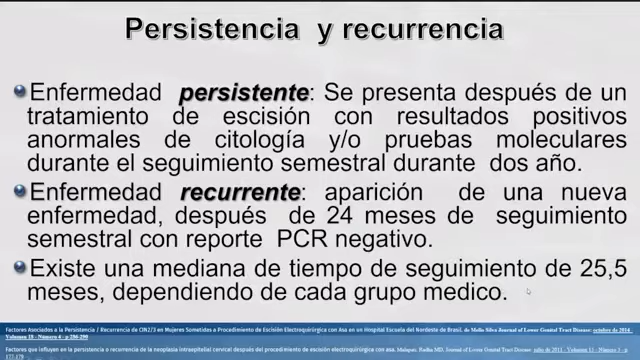 Persistencia y recurrencia
Enfermedad persistente: Se presenta después de un
tratamiento de escisión con resultados positivos
anormales de citología y/o pruebas moleculares
durante el seguimiento semestral durante dos año.
Enfermedad recurrente: aparición de una nueva
enfermedad, después de 24 meses de seguimiento
semestral con reporte PCR negativo.
Existe una mediana de tiempo de seguimiento de 25,5
meses, dependiendo de cada grupo medico.
Factores Asociados a la Persistencia / Recurrencia de CIN2/3 en Mujeres Sometidas a Procedimiento de Escisión Electroquirúrgica con Asa en un Hospital Escuela del Nordeste de Brasil. de Mello Silva Journal of Lower Genital Tract Disease: octubre de 2014 -
Volumen 18 - Número 4 - p 286-290
Factores que influyen en la persistencia o recurrencia de la neoplasia intraepitelial cervical después del procedimiento de escisión electroquirúrgica con asa. Radha MD. Journal of Lower Genital Tract Disease: julio de 2011 - Volumen 15 - Número 3 - p